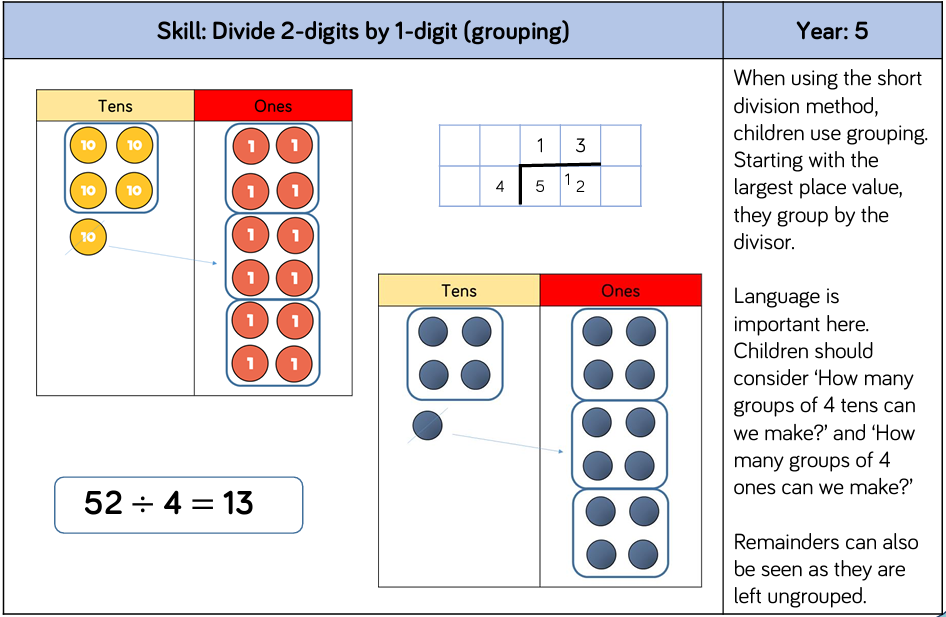 Skill: Divide 2-digits by 1-digit (grouping)
Year: 5
Tens Ones
10 10 1 1
10 10 1 1
10 1 1
1 1
1 1
1 1
1 3
4 5 1 2
Tens Ones
52 ÷ 4 = 13
When using the short
division method,
children use grouping.
Starting with the
largest place value,
they group by the
divisor.
Language is
important here.
Children should
consider ‘How many
groups of 4 tens can
we make?’ and ‘How
many groups of 4
ones can we make?’
Remainders can also
be seen as they are
left ungrouped.